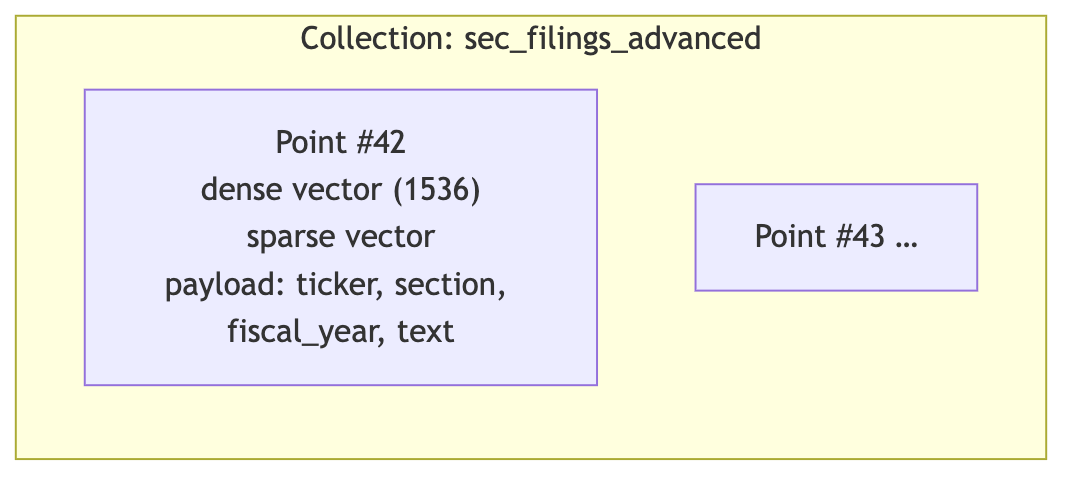 Collection: sec_filings_advanced
Point #42
dense vector (1536)
sparse vector
payload: ticker, section,
fiscal_year, text
Point #43 ...